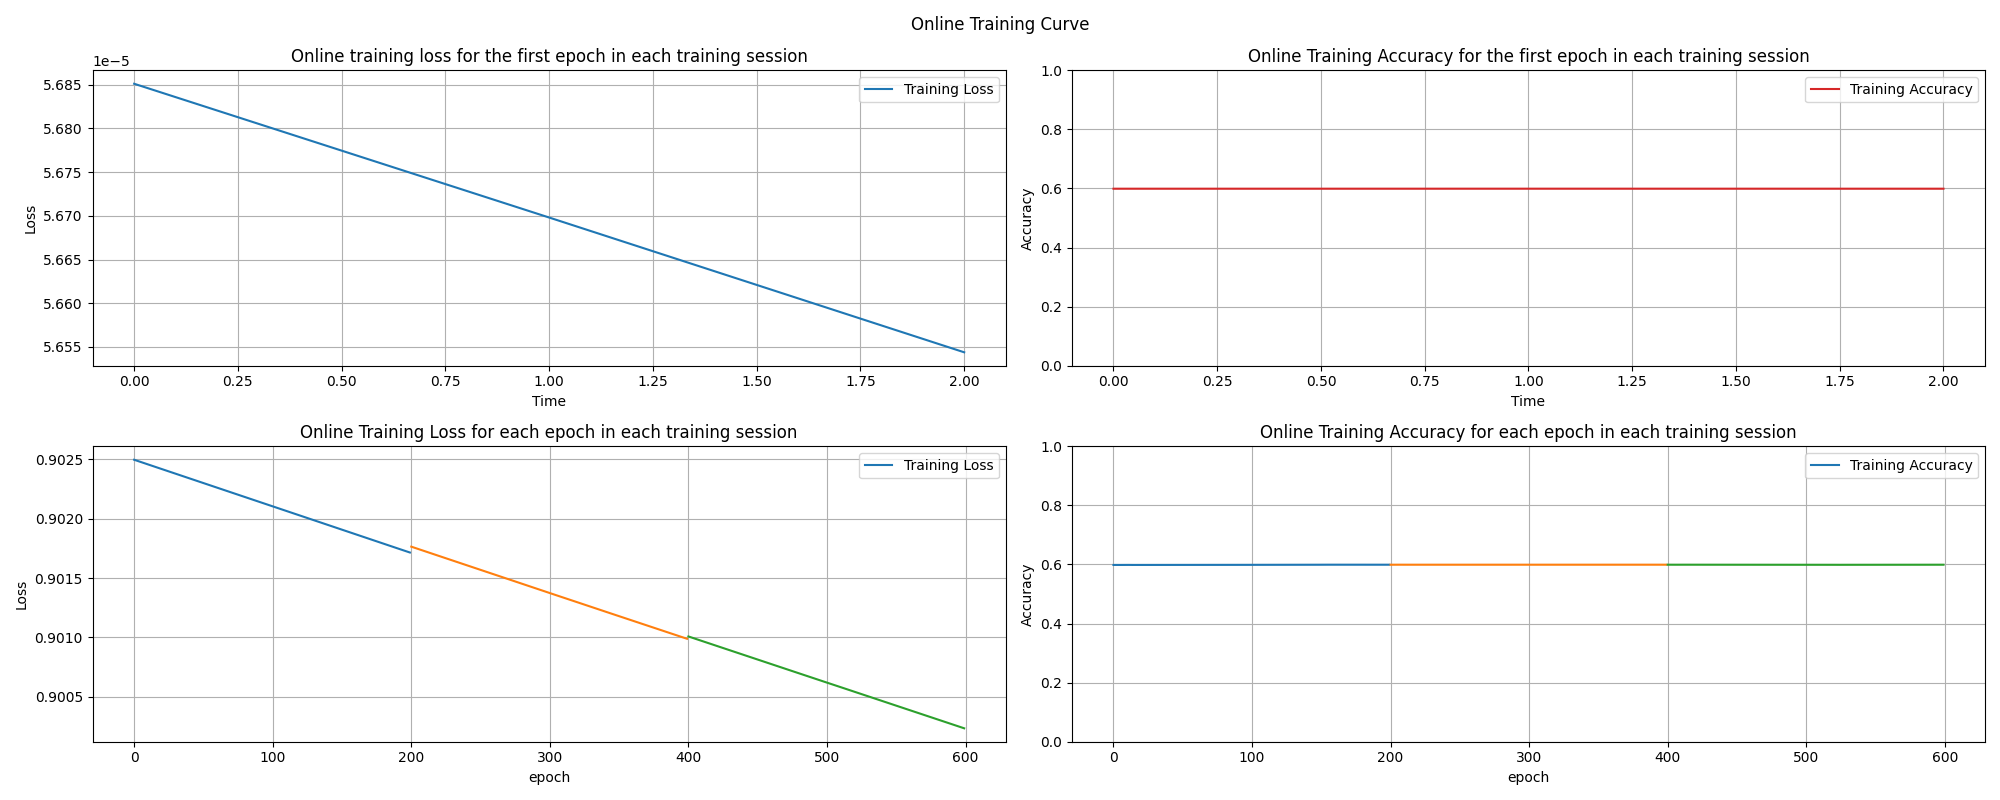 Online Training Curve
Online training loss for the first epoch in each training session
1e−5
5.685
5.680
5.675
5.670
5.665
5.660
5.655
Loss
Training Loss
0.00 0.25 0.50 0.75 1.00 1.25 1.50 1.75 2.00
Time
Online Training Accuracy for the first epoch in each training session
1.0
0.8
0.6
0.4
0.2
0.0
Accuracy
Training Accuracy
0.00 0.25 0.50 0.75 1.00 1.25 1.50 1.75 2.00
Time
Online Training Loss for each epoch in each training session
0.9025
0.9020
0.9015
0.9010
0.9005
Loss
Training Loss
0 100 200 300 400 500 600
epoch
Online Training Accuracy for each epoch in each training session
1.0
0.8
0.6
0.4
0.2
0.0
Accuracy
Training Accuracy
0 100 200 300 400 500 600
epoch